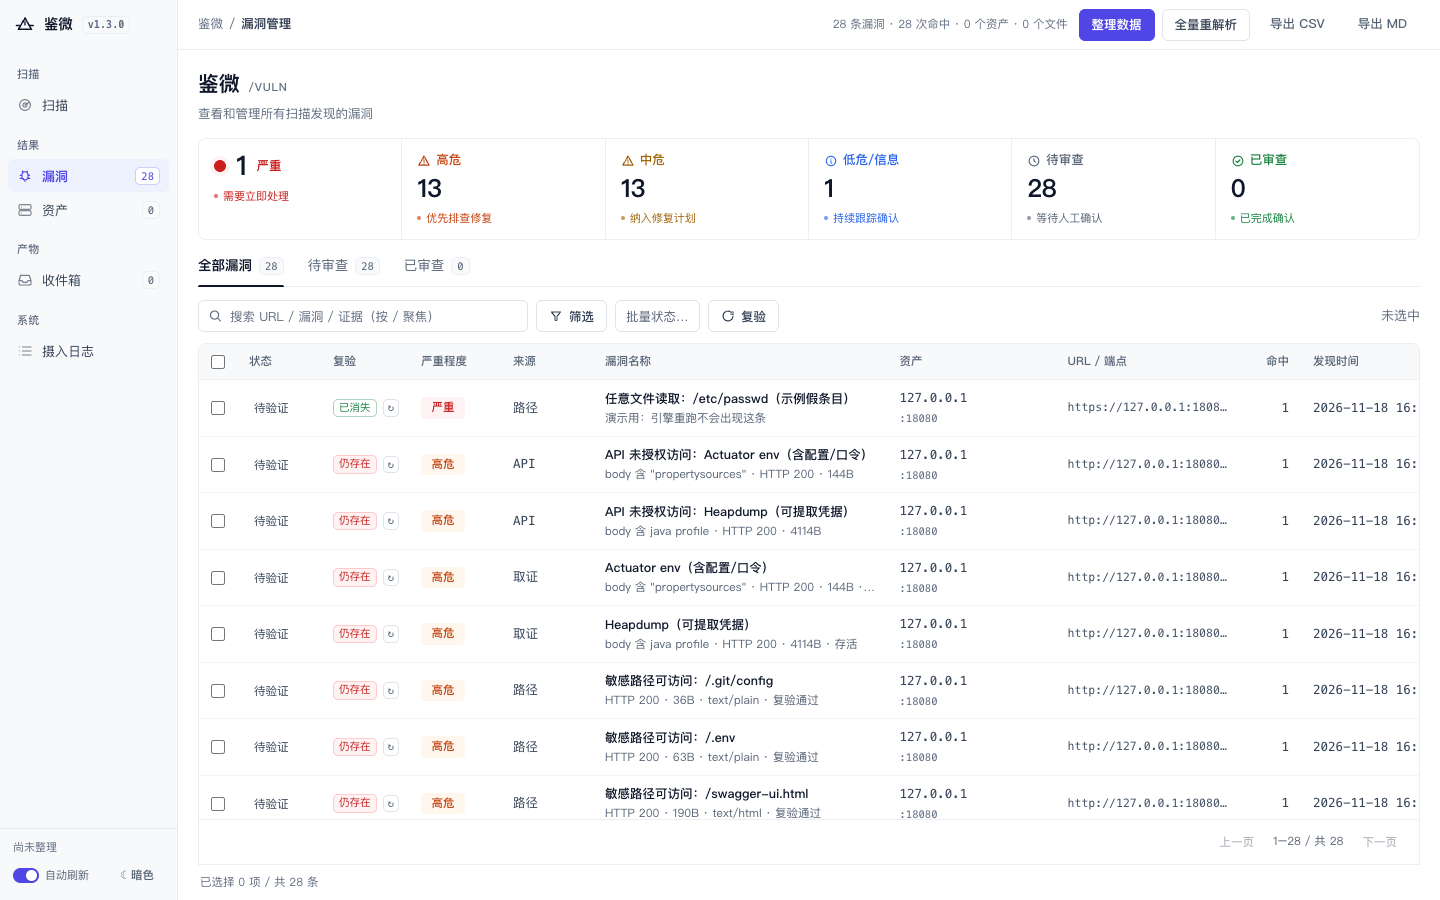 鉴微 v1.3.0
扫描
扫描
结果
漏洞 28
资产 0
产物
收件箱 0
系统
摄入日志
尚未整理
自动刷新 暗色
鉴微 / 漏洞管理
28 条漏洞 · 28 次命中 · 0 个资产 · 0 个文件 整理数据 全量重解析 导出 CSV 导出 MD
鉴微 /VULN
查看和管理所有扫描发现的漏洞
1 严重
需要立即处理
高危
13
优先排查修复
中危
13
纳入修复计划
低危/信息
1
持续跟踪确认
待审查
28
等待人工确认
已审查
0
已完成确认
全部漏洞 28 待审查 28 已审查 0
搜索 URL / 漏洞 / 证据（按 / 聚焦） 筛选 批量状态... 复验 未选中
状态 复验 严重程度 来源 漏洞名称 资产 URL / 端点 命中 发现时间
待验证 已消失 ↻ 严重 路径 任意文件读取：/etc/passwd（示例假条目） 127.0.0.1 https://127.0.0.1:1808… 1 2026-11-18 16:
演示用：引擎重跑不会出现这条 :18080
待验证 仍存在 ↻ 高危 API API 未授权访问：Actuator env（含配置/口令） 127.0.0.1 http://127.0.0.1:18080… 1 2026-11-18 16:
body 含 "propertysources" · HTTP 200 · 144B :18080
待验证 仍存在 ↻ 高危 API API 未授权访问：Heapdump（可提取凭据） 127.0.0.1 http://127.0.0.1:18080… 1 2026-11-18 16:
body 含 java profile · HTTP 200 · 4114B :18080
待验证 仍存在 ↻ 高危 取证 Actuator env（含配置/口令） 127.0.0.1 http://127.0.0.1:18080… 1 2026-11-18 16:
body 含 "propertysources" · HTTP 200 · 144B ·… :18080
待验证 仍存在 ↻ 高危 取证 Heapdump（可提取凭据） 127.0.0.1 http://127.0.0.1:18080… 1 2026-11-18 16:
body 含 java profile · HTTP 200 · 4114B · 存活 :18080
待验证 仍存在 ↻ 高危 路径 敏感路径可访问：/.git/config 127.0.0.1 http://127.0.0.1:18080… 1 2026-11-18 16:
HTTP 200 · 36B · text/plain · 复验通过 :18080
待验证 仍存在 ↻ 高危 路径 敏感路径可访问：/.env 127.0.0.1 http://127.0.0.1:18080… 1 2026-11-18 16:
HTTP 200 · 63B · text/plain · 复验通过 :18080
待验证 仍存在 ↻ 高危 路径 敏感路径可访问：/swagger-ui.html 127.0.0.1 http://127.0.0.1:18080… 1 2026-11-18 16:
HTTP 200 · 190B · text/html · 复验通过 :18080
上一页 1–28 / 共 28 下一页
已选择 0 项 / 共 28 条